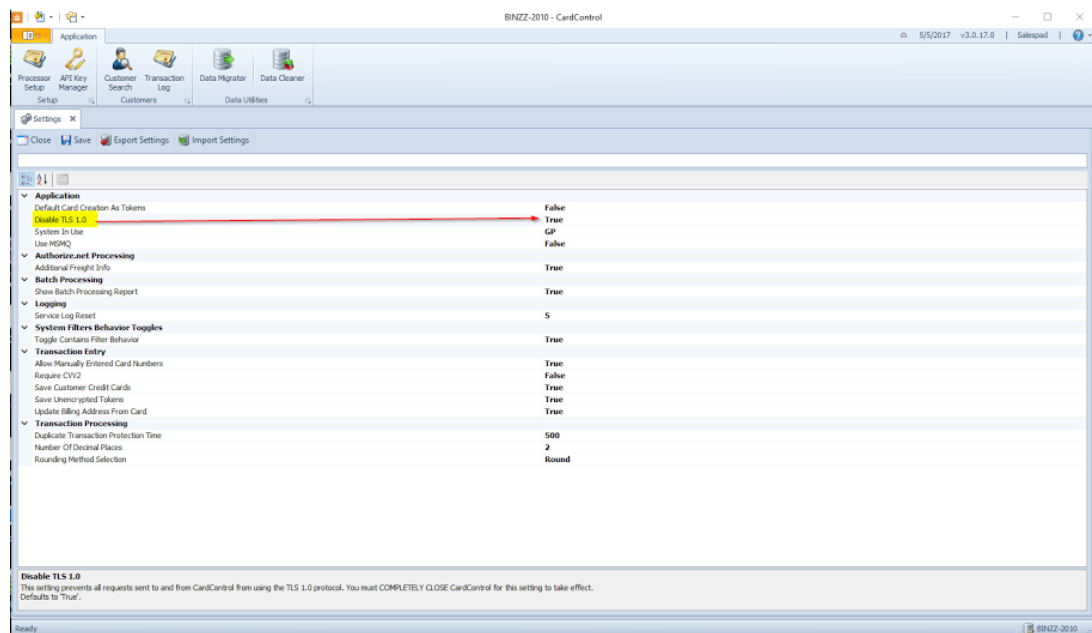 BINZZ-2010 - CardControl
Application
5/5/2017 v3.0.17.0 | Salespad |
Processor Setup
API Key Manager
Customer Search
Transaction Log
Data Migrator
Data Cleaner
Setup
Customers
Data Utilities
Settings
Close Save Export Settings Import Settings
Application
Default Card Creation As Tokens False
Disable TLS 1.0 True
System In Use GP
Use MSMQ False
Authorize.net Processing
Additional Freight Info True
Batch Processing
Show Batch Processing Report True
Logging
Service Log Reset 5
System Filters Behavior Toggles
Toggle Contains Filter Behavior True
Transaction Entry
Allow Manually Entered Card Numbers True
Require CVV2 False
Save Customer Credit Cards True
Save Unencrypted Tokens True
Update Billing Address From Card True
Transaction Processing
Duplicate Transaction Protection Time 500
Number Of Decimal Places 2
Rounding Method Selection Round
Disable TLS 1.0
This setting prevents all requests sent to and from CardControl from using the TLS 1.0 protocol. You must COMPLETELY CLOSE CardControl for this setting to take effect.
Defaults to 'True'.
Ready BINZZ-2010